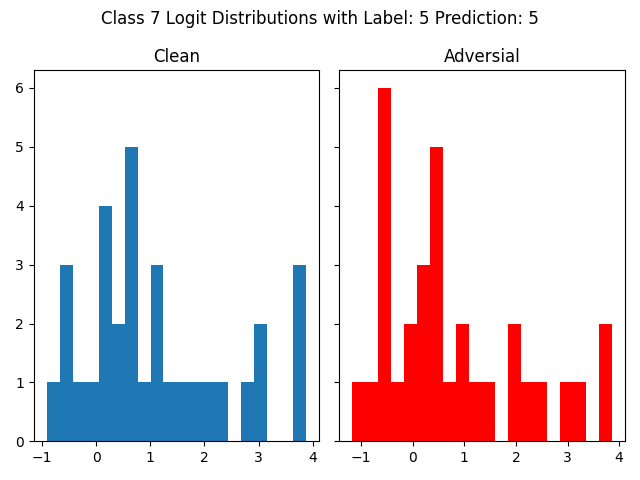 Class 7 Logit Distributions with Label: 5 Prediction: 5
Clean
Adversial
6
5
4
3
2
1
0
−1 0 1 2 3 4
−1 0 1 2 3 4